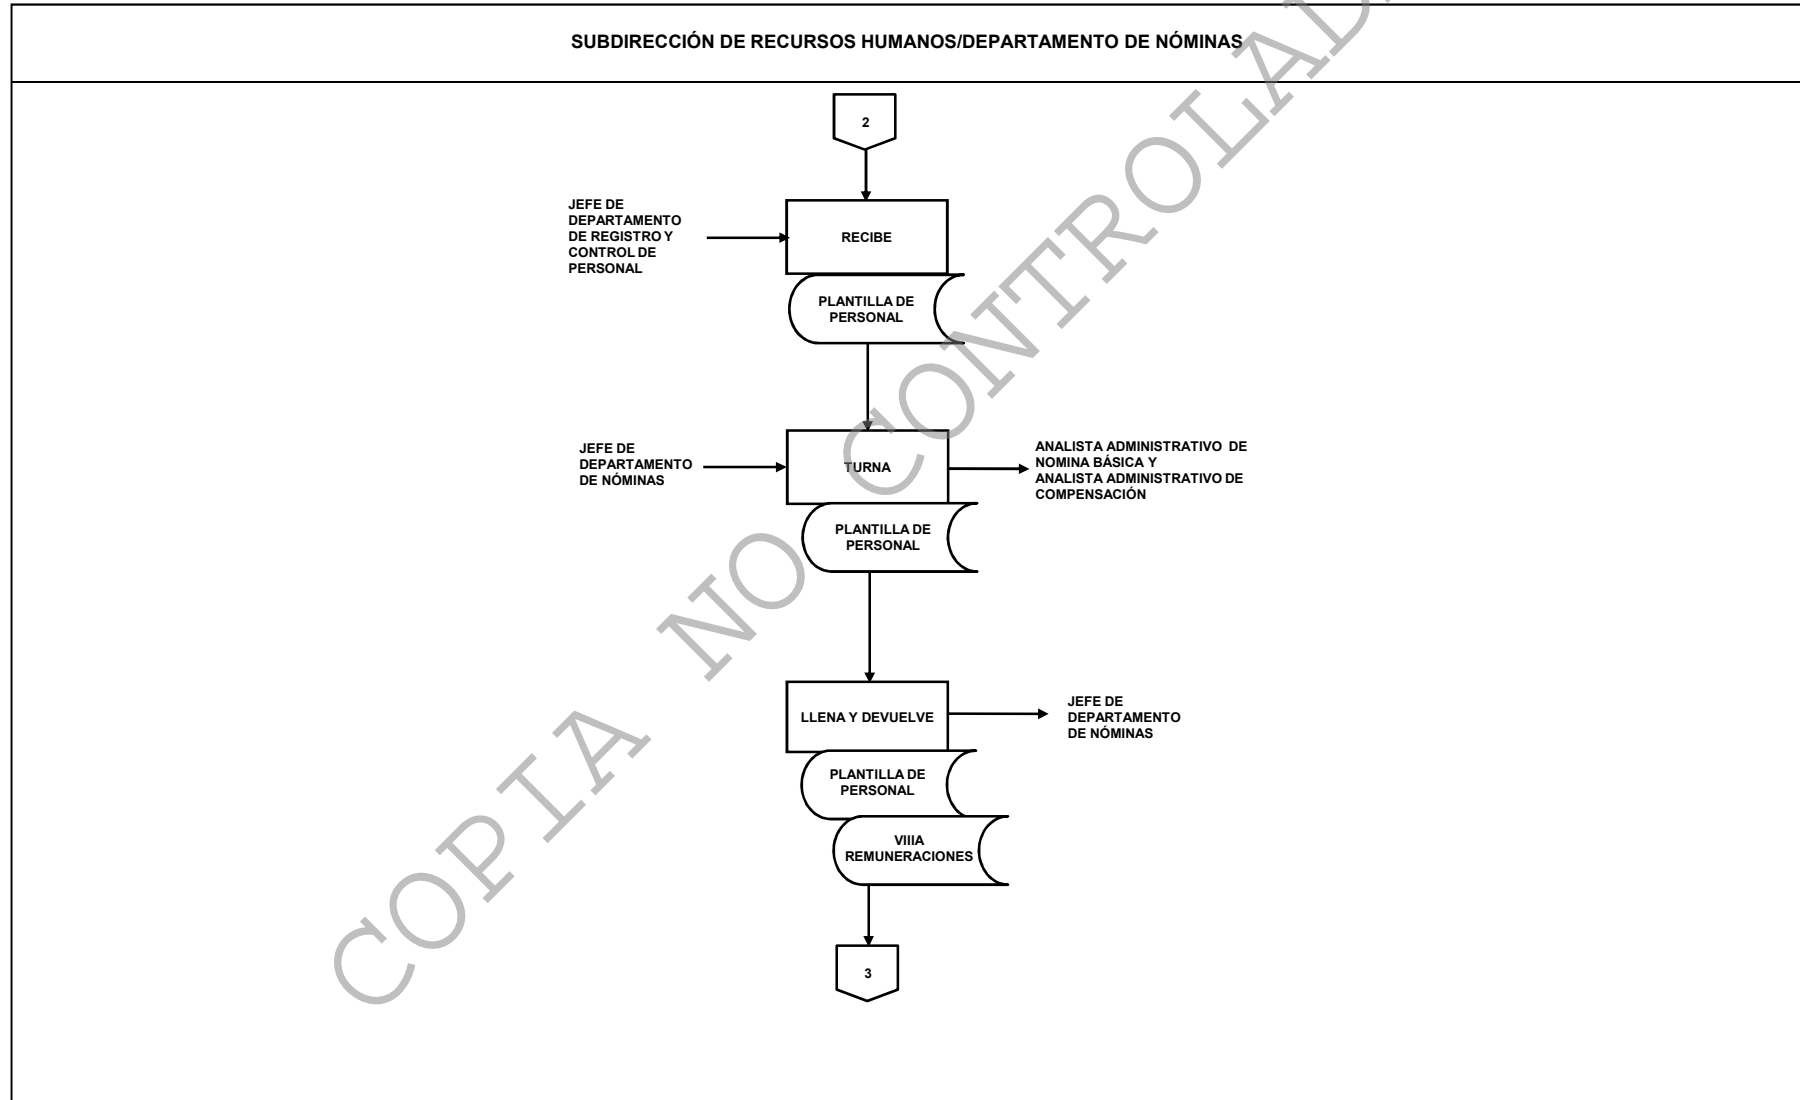 SUBDIRECCIÓN DE RECURSOS HUMANOS/DEPARTAMENTO DE NÓMINAS
2
JEFE DE
DEPARTAMENTO
DE REGISTRO Y
CONTROL DE
PERSONAL
RECIBE
PLANTILLA DE
PERSONAL
JEFE DE
DEPARTAMENTO
DE NÓMINAS
TURNA
ANALISTA ADMINISTRATIVO DE
NOMINA BÁSICA Y
ANALISTA ADMINISTRATIVO DE
COMPENSACIÓN
PLANTILLA DE
PERSONAL
LLENA Y DEVUELVE
JEFE DE
DEPARTAMENTO
DE NÓMINAS
PLANTILLA DE
PERSONAL
VIIIA
REMUNERACIONES
3
COPIA NO CONTROLAD